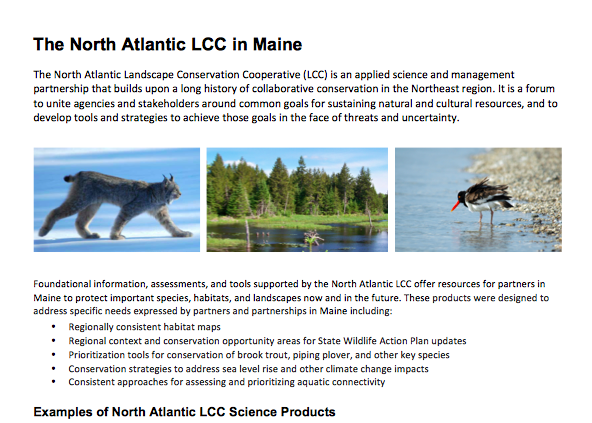 The North Atlantic LCC in Maine
The North Atlantic Landscape Conservation Cooperative (LCC) is an applied science and management
partnership that builds upon a long history of collaborative conservation in the Northeast region. It is a forum
to unite agencies and stakeholders around common goals for sustaining natural and cultural resources, and to
develop tools and strategies to achieve those goals in the face of threats and uncertainty.
Foundational information, assessments, and tools supported by the North Atlantic LCC offer resources for partners in
Maine to protect important species, habitats, and landscapes now and in the future. These products were designed to
address specific needs expressed by partners and partnerships in Maine including:
• Regionally consistent habitat maps
• Regional context and conservation opportunity areas for State Wildlife Action Plan updates
• Prioritization tools for conservation of brook trout, piping plover, and other key species
• Conservation strategies to address sea level rise and other climate change impacts
• Consistent approaches for assessing and prioritizing aquatic connectivity
Examples of North Atlantic LCC Science Products